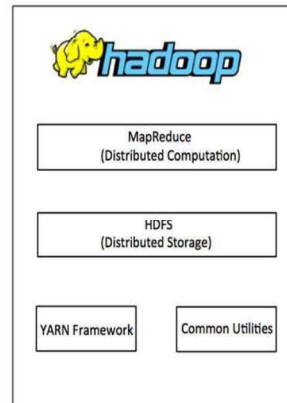 hadoop
MapReduce
(Distributed Computation)
HDFS
(Distributed Storage)
YARN Framework
Common Utilities